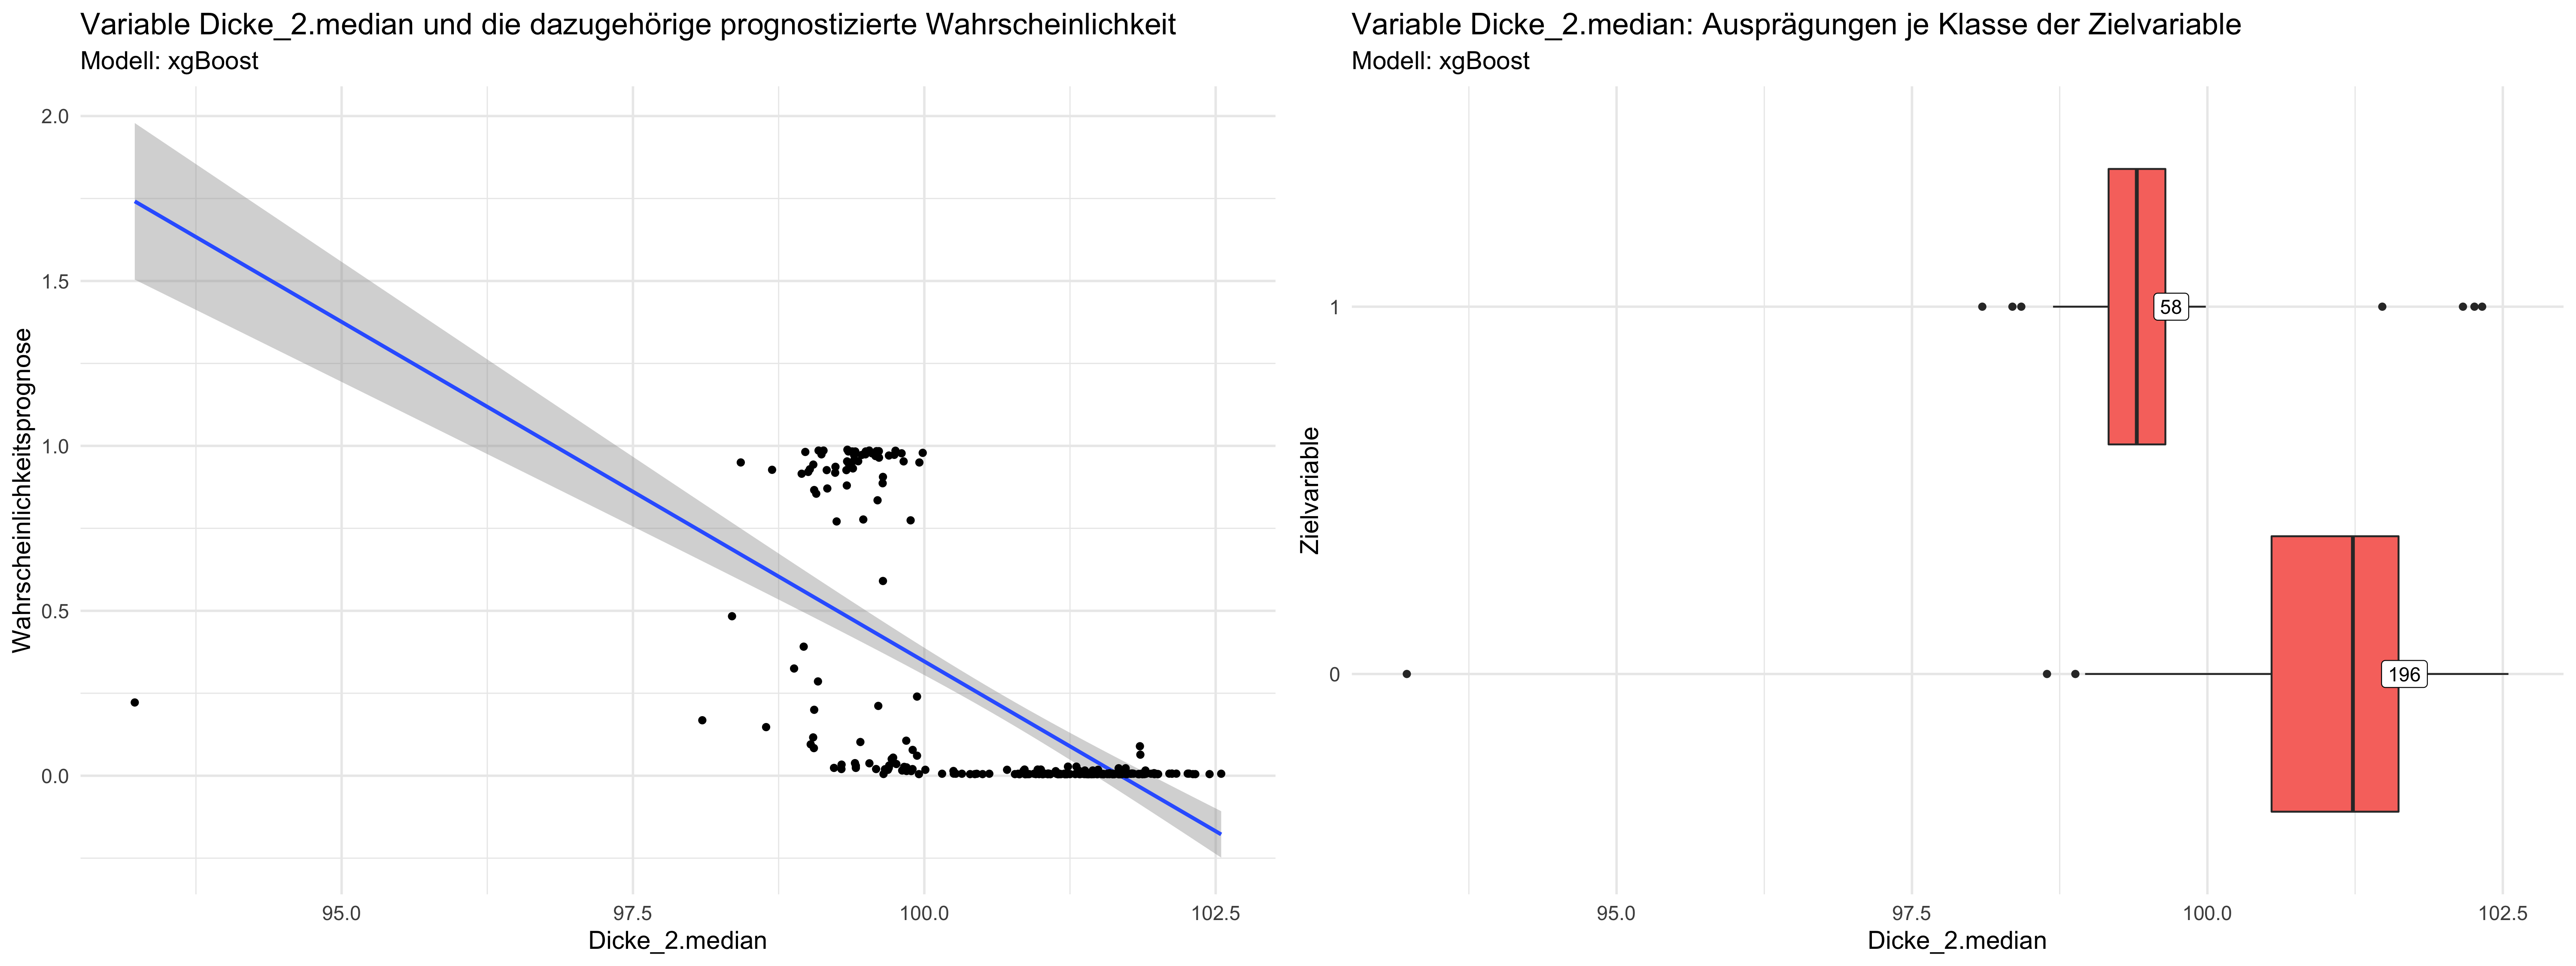 Variable Dicke_2.median und die dazugehörige prognostizierte Wahrscheinlichkeit
Modell: xgBoost
2.0
1.5
1.0
0.5
0.0
Wahrscheinlichkeitsprognose
95.0 97.5 100.0 102.5
Dicke_2.median
Variable Dicke_2.median: Ausprägungen je Klasse der Zielvariable
Modell: xgBoost
1
0
Zielvariable
58
196
95.0 97.5 100.0 102.5
Dicke_2.median